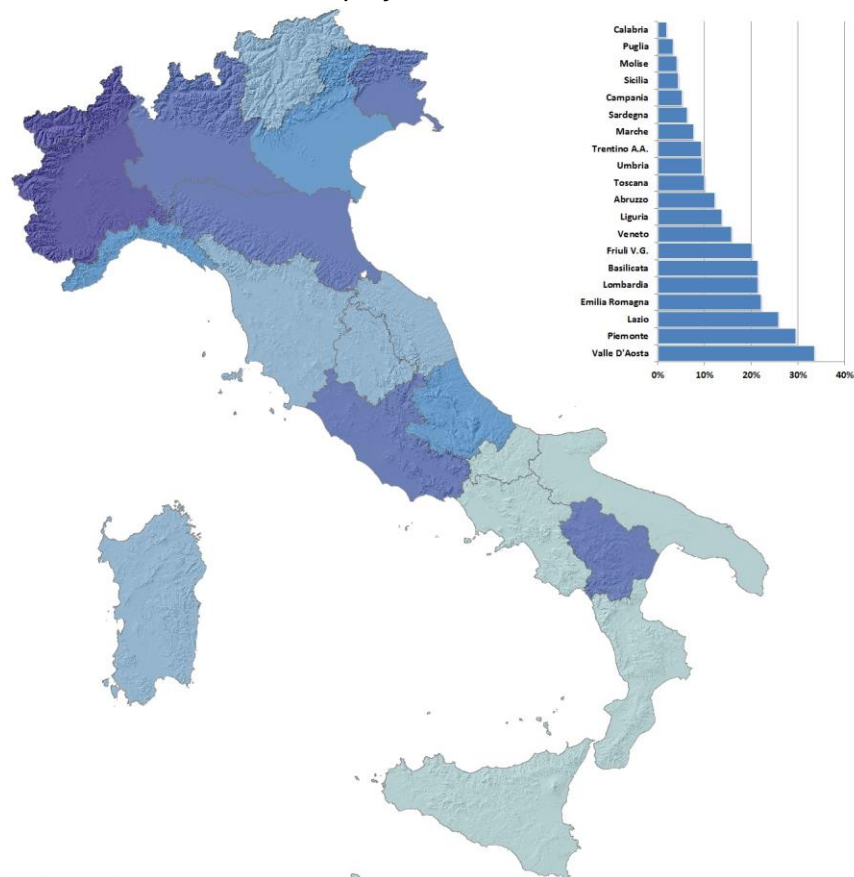 Calabria
Puglia
Molise
Sicilia
Campania
Sardegna
Marche
Trentino A.A.
Umbria
Toscana
Abruzzo
Liguria
Veneto
Friuli V.G.
Basilicata
Lombardia
Emilia Romagna
Lazio
Piemonte
Valle D'Aosta
0% 10% 20% 30% 40%